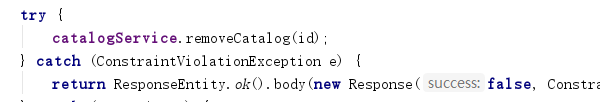 try {
catalogService.removeCatalog(id);
} catch (ConstraintViolationException e) {
return ResponseEntity.ok().body(new Response( success: false, Constra